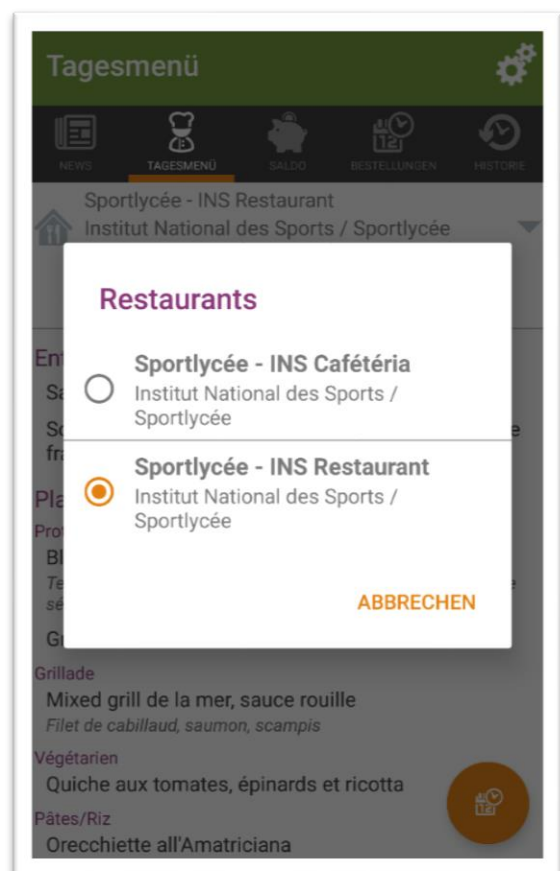 Tagesmenü
NEWS
TAGESMENÜ
SALDO
BESTELLUNGEN
HISTORIE
Sportlycée - INS Restaurant
Institut National des Sports / Sportlycée
Restaurants
Sportlycée - INS Cafétéria
Institut National des Sports /
Sportlycée
Sportlycée - INS Restaurant
Institut National des Sports /
Sportlycée
ABBRECHEN
Grillade
Mixed grill de la mer, sauce rouille
Filet de cabillaud, saumon, scampis
Végétarien
Quiche aux tomates, épinards et ricotta
Pâtes/Riz
Orecchiette all'Amatriciana